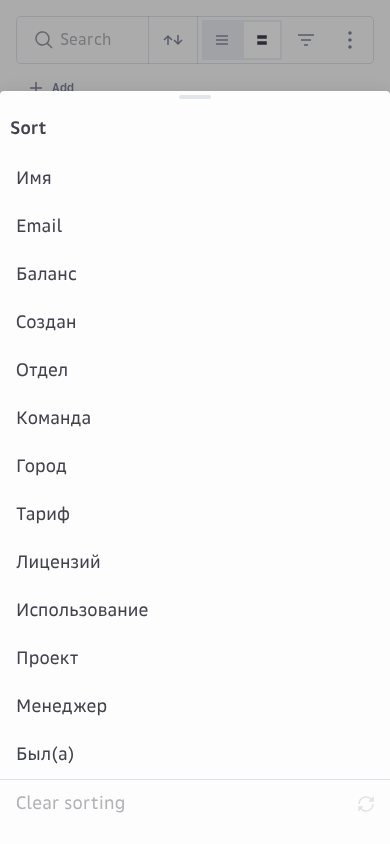 Search
Add
Sort
Имя
Email
Баланс
Создан
Отдел
Команда
Город
Тариф
Лицензий
Использование
Проект
Менеджер
Был(а)
Clear sorting